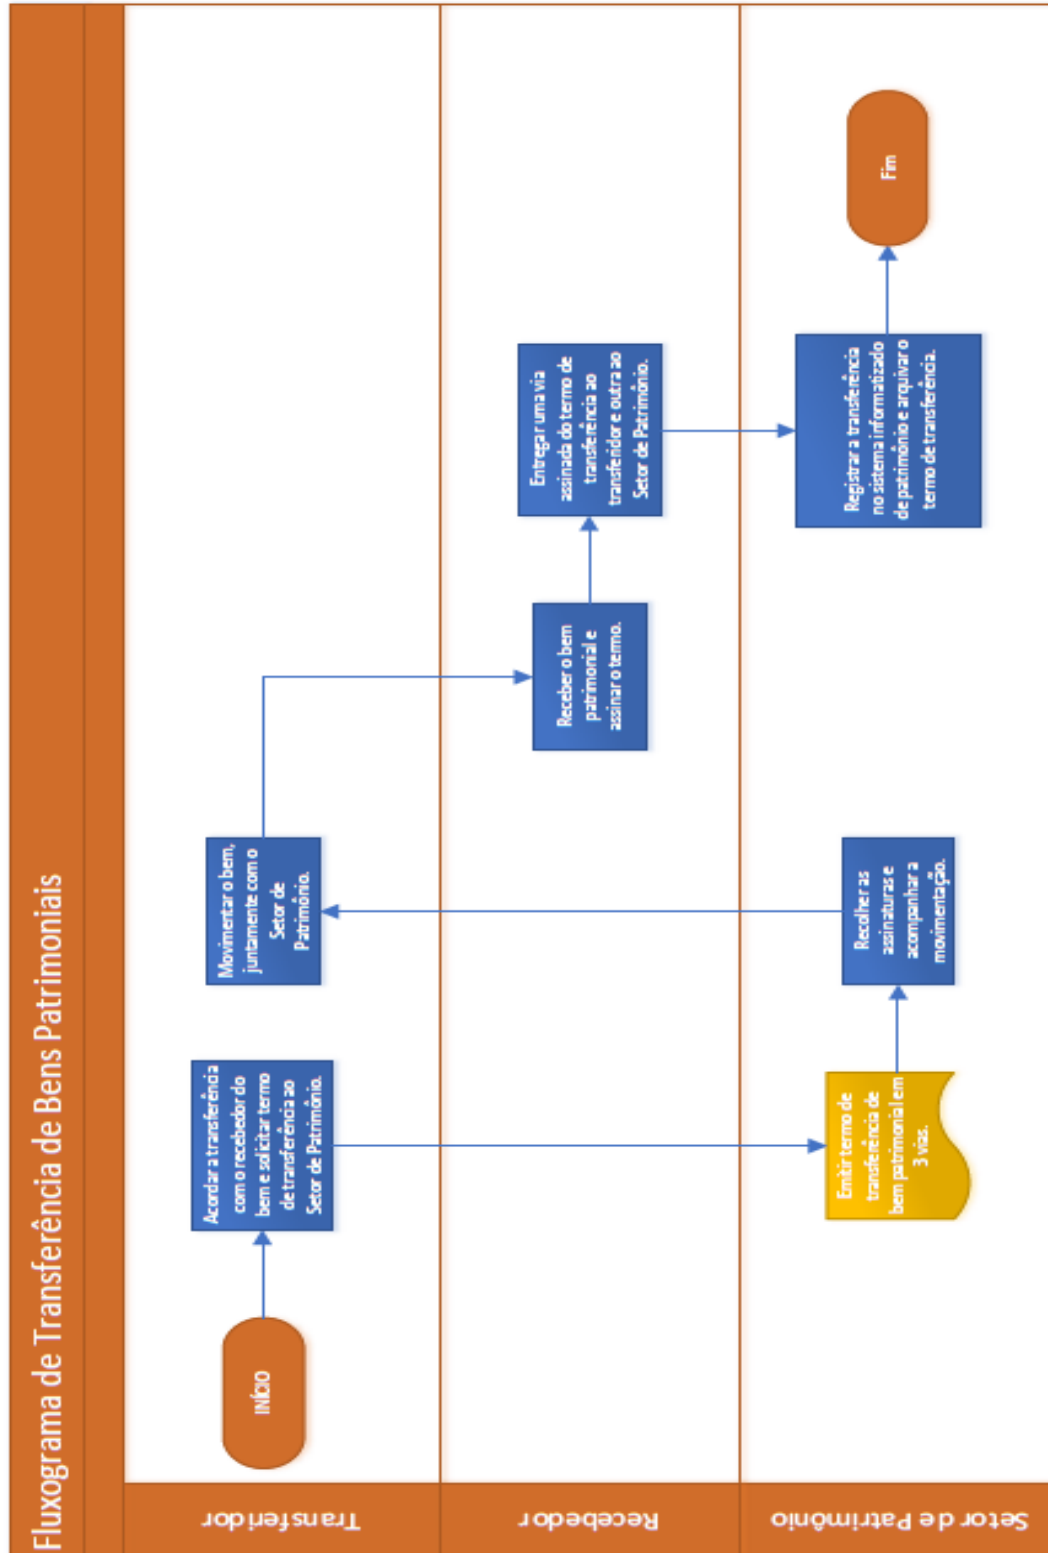 Fluxograma de Transferência de Bens Patrimoniais
Transferidor
INÍCIO
Acordar a transferência
com o recebedor do
bem e solicitar termo
de transferência ao
Setor de Patrimônio.
Movimentar o bem,
juntamente com o
Setor de
Patrimônio.
Recebedor
Receber o bem
patrimonial e
assinar o termo.
Entregar uma via
assinada do termo de
transferência ao
transferidor e outra ao
Setor de Patrimônio.
Setor de Patrimônio
Emitir termo de
transferência de
bem patrimonial em
3 vias.
Recolher as
assinaturas e
acompanhar a
movimentação.
Registrar a transferência
no sistema informatizado
de patrimônio e arquivar o
termo de transferência.
Fim